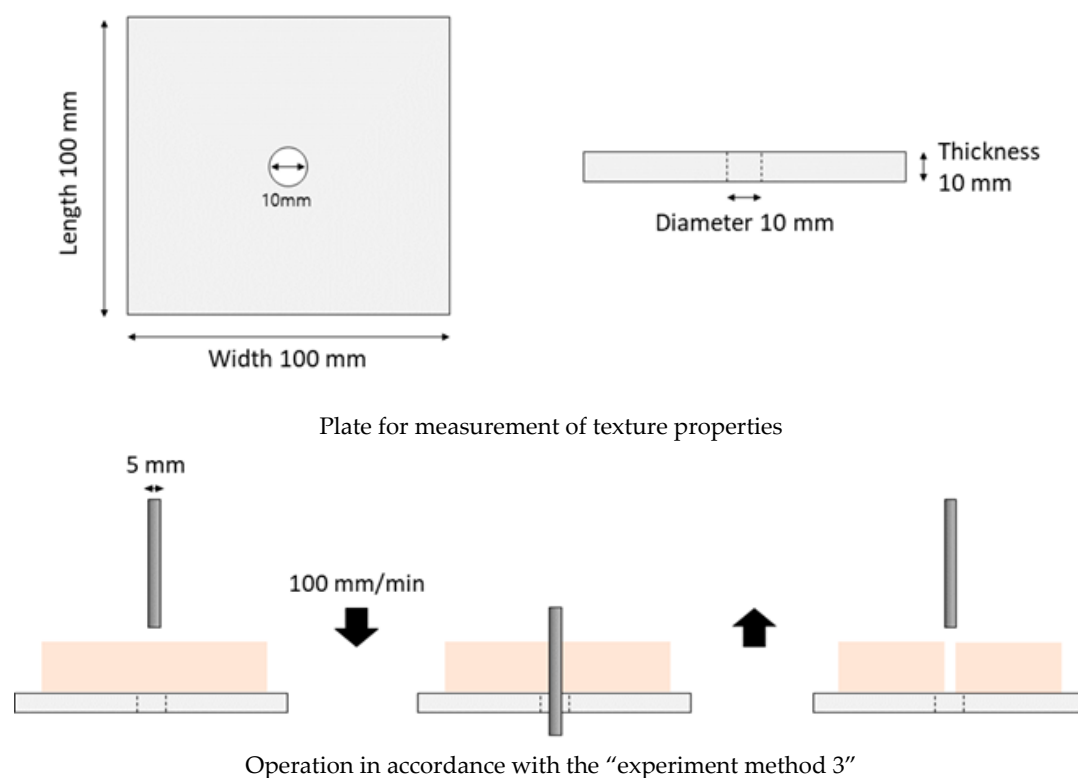 Length 100 mm
10mm
Width 100 mm
Thickness
10 mm
Diameter 10 mm
Plate for measurement of texture properties
5 mm
100 mm/min
Operation in accordance with the “experiment method 3”